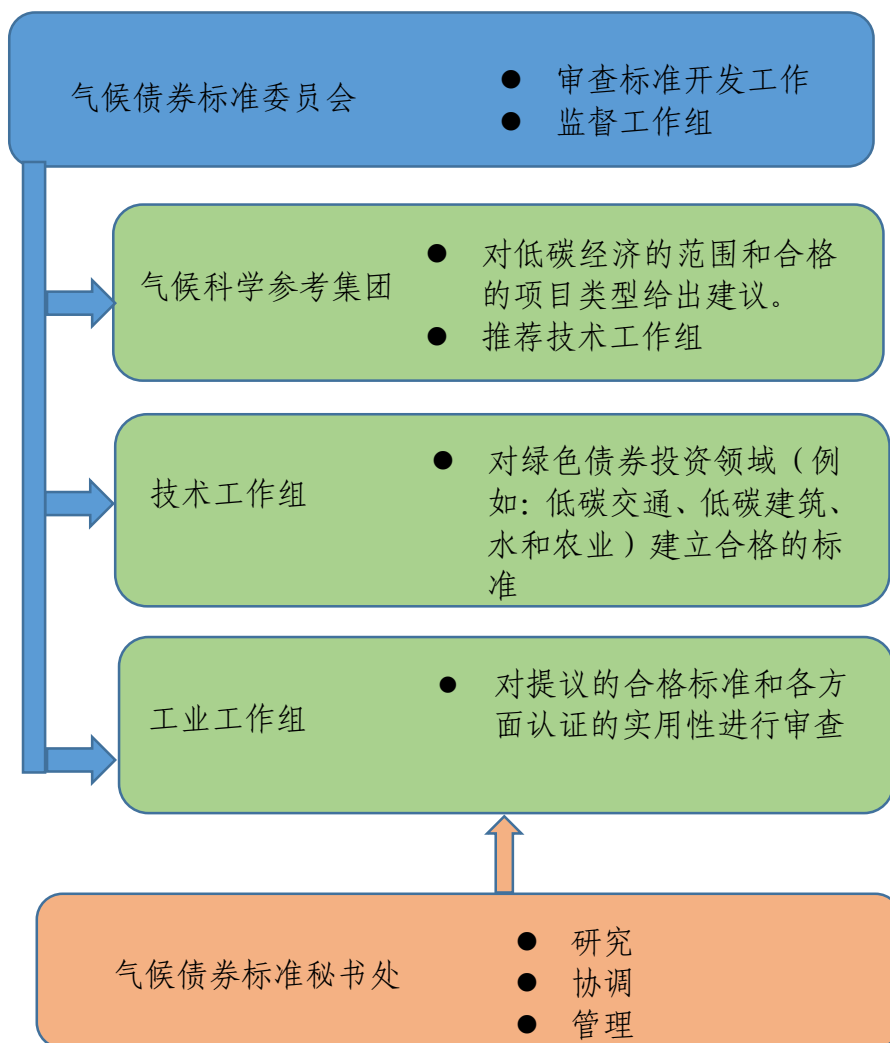 气候债券标准委员会
● 审查标准开发工作
● 监督工作组
气候科学参考集团
● 对低碳经济的范围和合格
的项目类型给出建议。
● 推荐技术工作组
技术工作组
● 对绿色债券投资领域（例
如：低碳交通、低碳建筑、
水和农业）建立合格的标
准
工业工作组
● 对提议的合格标准和各方
面认证的实用性进行审查
气候债券标准秘书处
● 研究
● 协调
● 管理